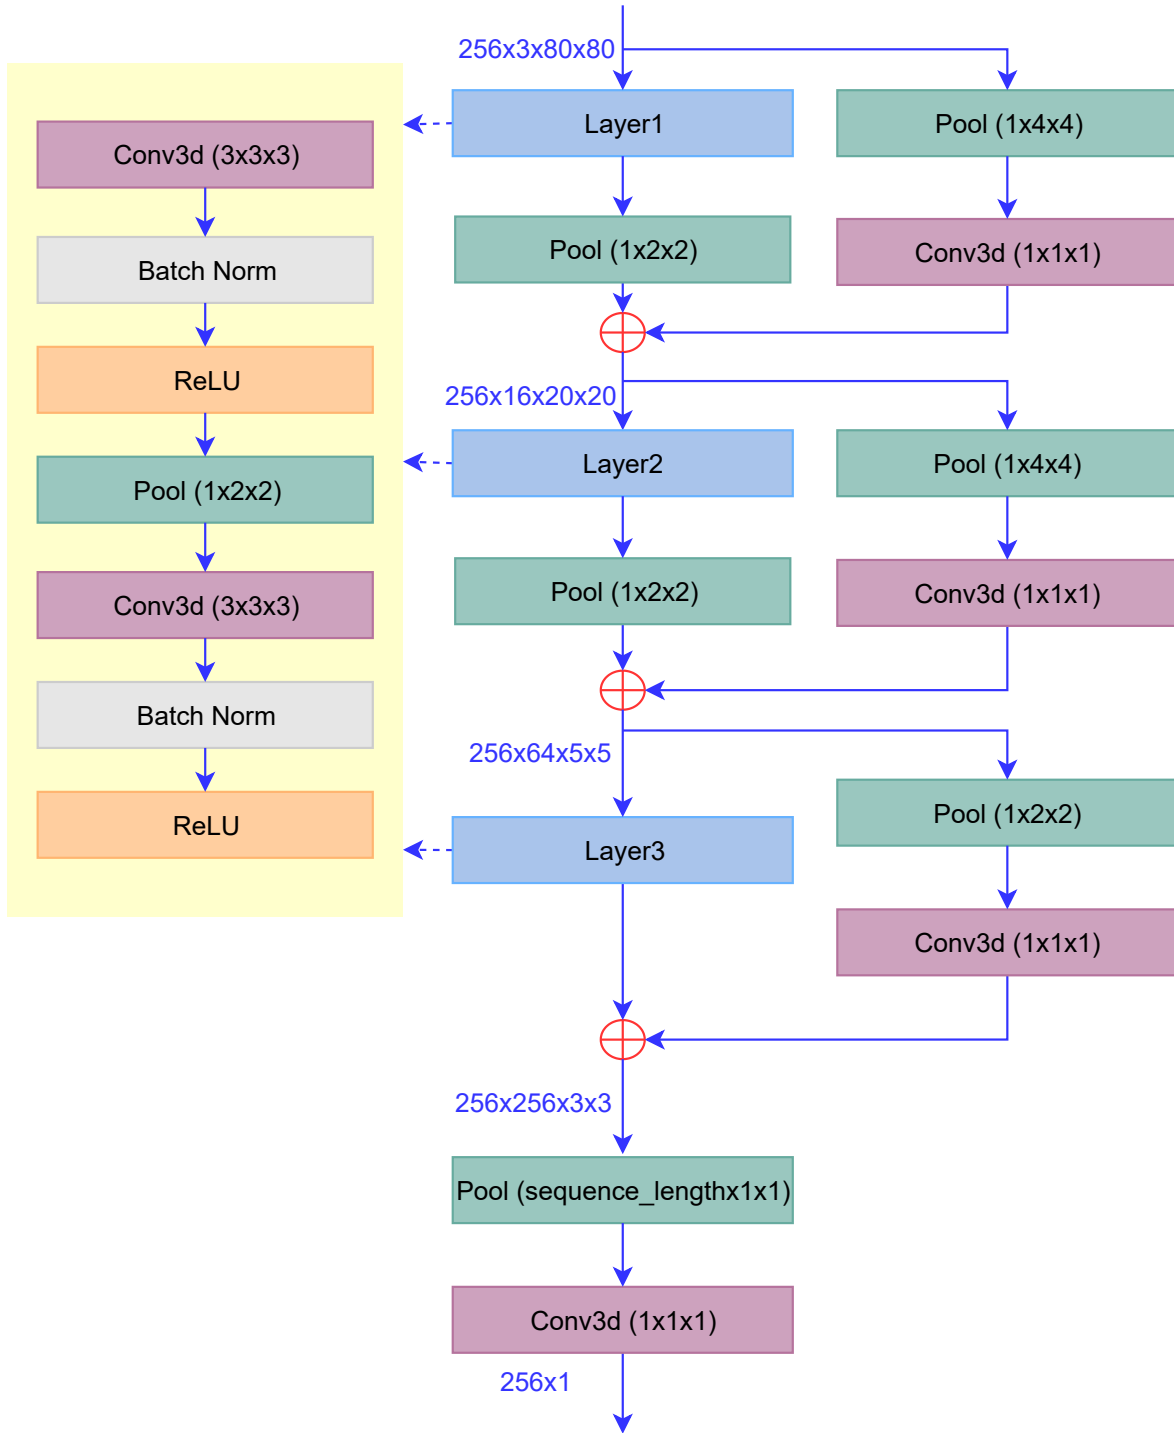 Conv3d (3x3x3)
Batch Norm
ReLU
Pool (1x2x2)
Conv3d (3x3x3)
Batch Norm
ReLU
256x3x80x80
Layer1
Pool (1x4x4)
Pool (1x2x2)
Conv3d (1x1x1)
256x16x20x20
Layer2
Pool (1x4x4)
Pool (1x2x2)
Conv3d (1x1x1)
256x64x5x5
Layer3
Pool (1x2x2)
Conv3d (1x1x1)
256x256x3x3
Pool (sequence_lengthx1x1)
Conv3d (1x1x1)
256x1